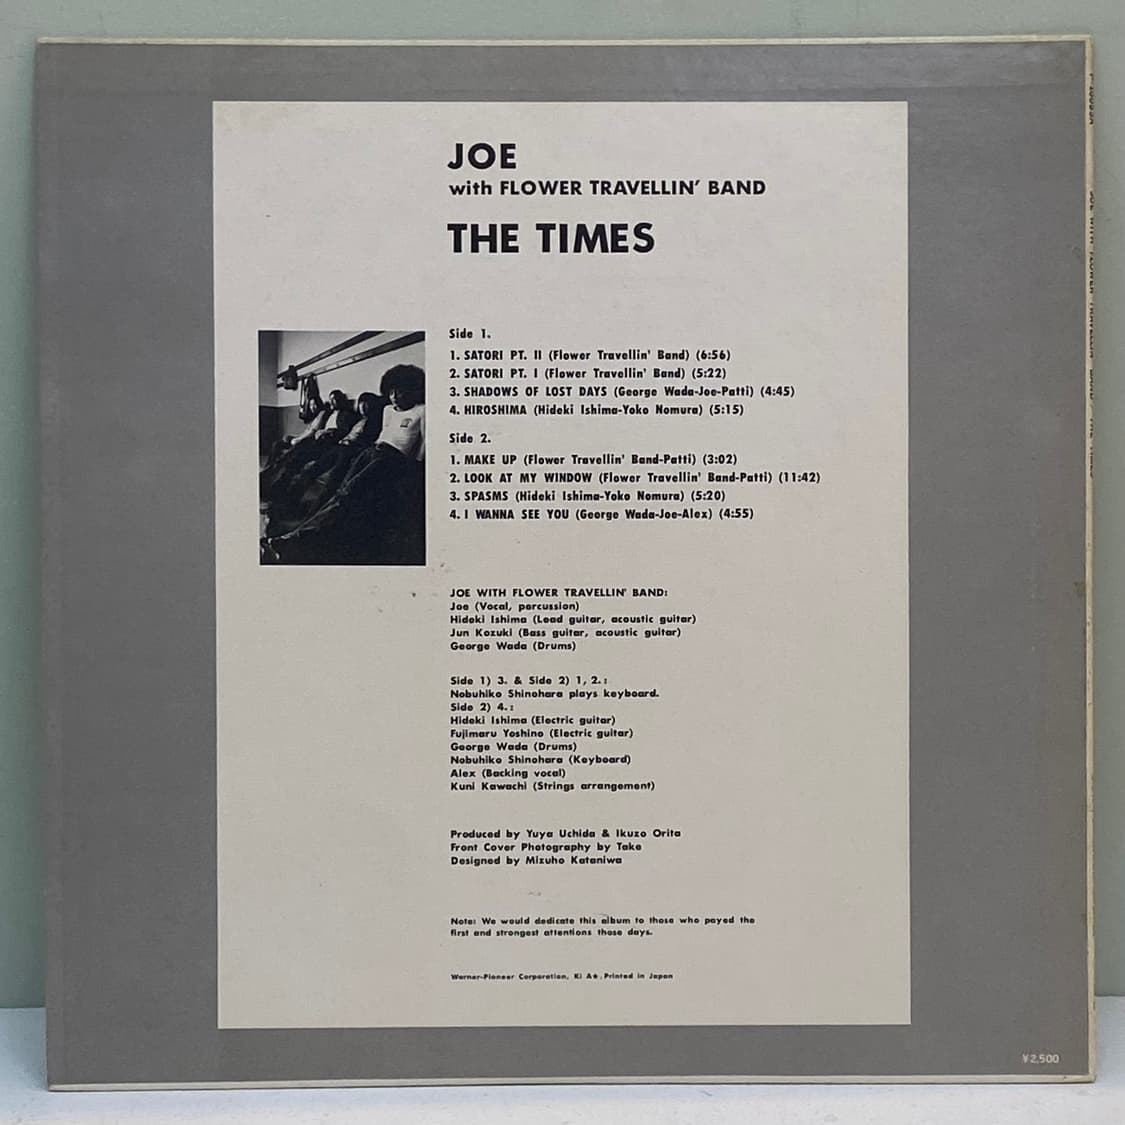 JOE
with FLOWER TRAVELLIN' BAND
THE TIMES
Side 1.
1. SATORI PT. II (Flower Travellin' Band) (6:56)
2. SATORI PT. I (Flower Travellin' Band) (5:22)
3. SHADOWS OF LOST DAYS (George Wada-Joe-Patti) (4:45)
4. HIROSHIMA (Hideki Ishima-Yoko Nomura) (5:15)
Side 2.
1. MAKE UP (Flower Travellin' Band-Patti) (3:02)
2. LOOK AT MY WINDOW (Flower Travellin' Band-Patti) (11:42)
3. SPASMS (Hideki Ishima-Yoko Nomura) (5:20)
4. I WANNA SEE YOU (George Wada-Joe-Alex) (4:55)
JOE WITH FLOWER TRAVELLIN' BAND:
Joe (Vocal, percussion)
Hideki Ishima (Lead guitar, acoustic guitar)
Jun Kozuki (Bass guitar, acoustic guitar)
George Wada (Drums)
Side 1) 3. & Side 2) 1, 2.:
Nobuhiko Shinohara plays keyboard.
Side 2) 4.:
Hideki Ishima (Electric guitar)
Fujimaru Yoshino (Electric guitar)
George Wada (Drums)
Nobuhiko Shinohara (Keyboard)
Alex (Backing vocal)
Kuni Kawachi (Strings arrangement)
Produced by Yuya Uchida & Ikuzo Orita
Front Cover Photography by Take
Designed by Mizuho Kataniwa
Note: We would dedicate this album to those who payed the
first and strongest attentions those days.
Warner-Pioneer Corporation, Ki A★. Printed in Japan
¥2,500
JOE WITH FLOWER TRAVELLIN' BAND / THE TIMES